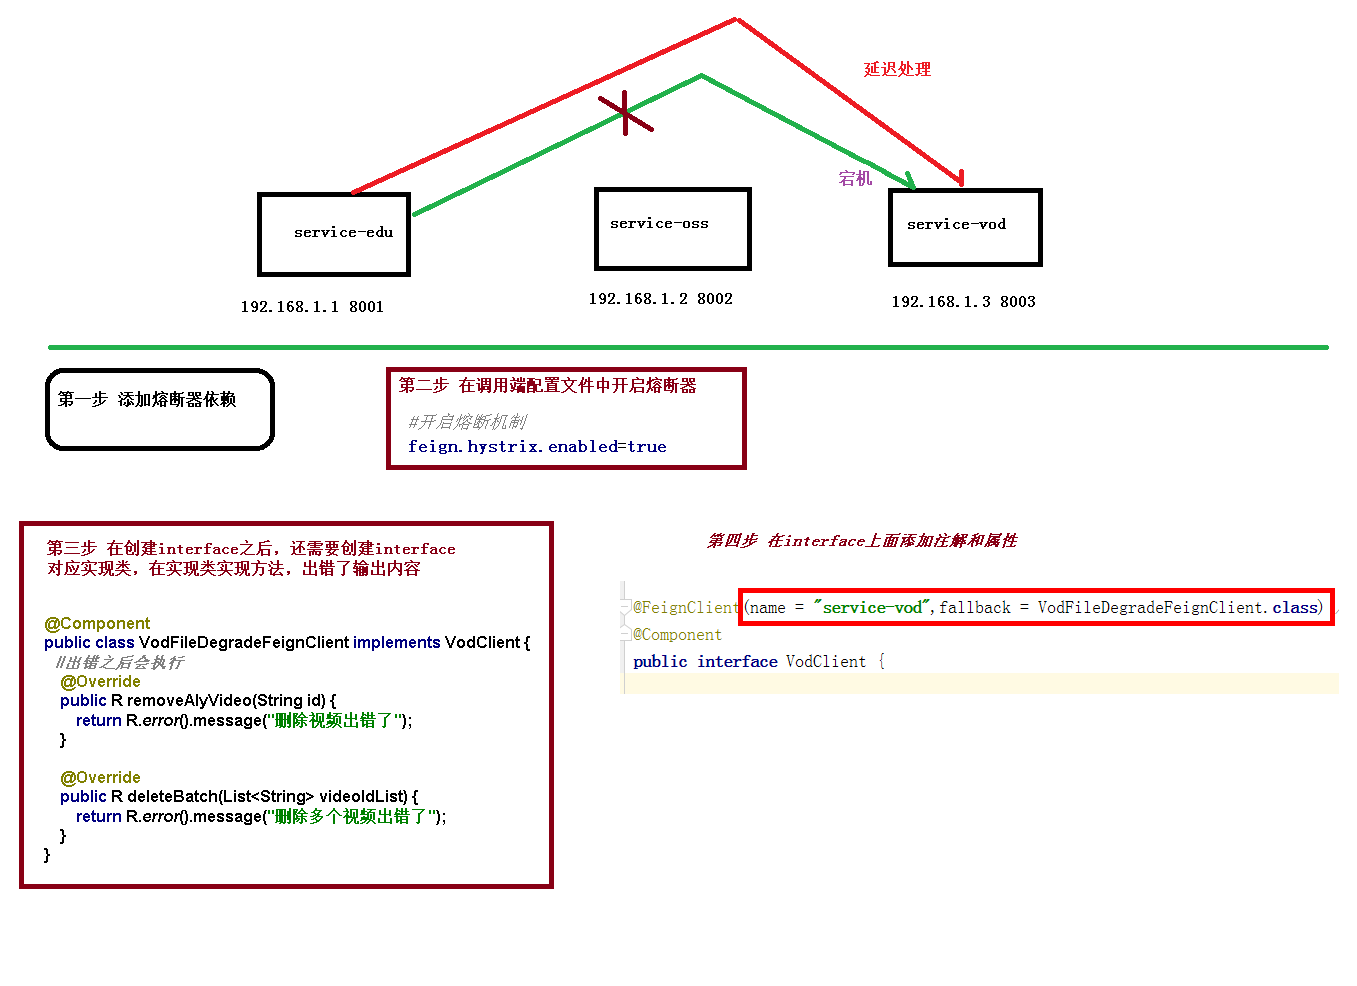 延迟处理
宕机
service-edu
service-oss
service-vod
192.168.1.1 8001
192.168.1.2 8002
192.168.1.3 8003
第一步 添加熔断器依赖
第二步 在调用端配置文件中开启熔断器
#开启熔断机制
feign.hystrix.enabled=true
第三步 在创建interface之后，还需要创建interface
对应实现类，在实现类实现方法，出错了输出内容
@Component
public class VodFileDegradeFeignClient implements VodClient {
//出错之后会执行
@Override
public R removeAlyVideo(String id) {
return R.error().message("删除视频出错了");
}
@Override
public R deleteBatch(List<String> videoIdList) {
return R.error().message("删除多个视频出错了");
}
}
第四步 在interface上面添加注解和属性
@FeignClient(name = "service-vod",fallback = VodFileDegradeFeignClient.class)
@Component
public interface VodClient {